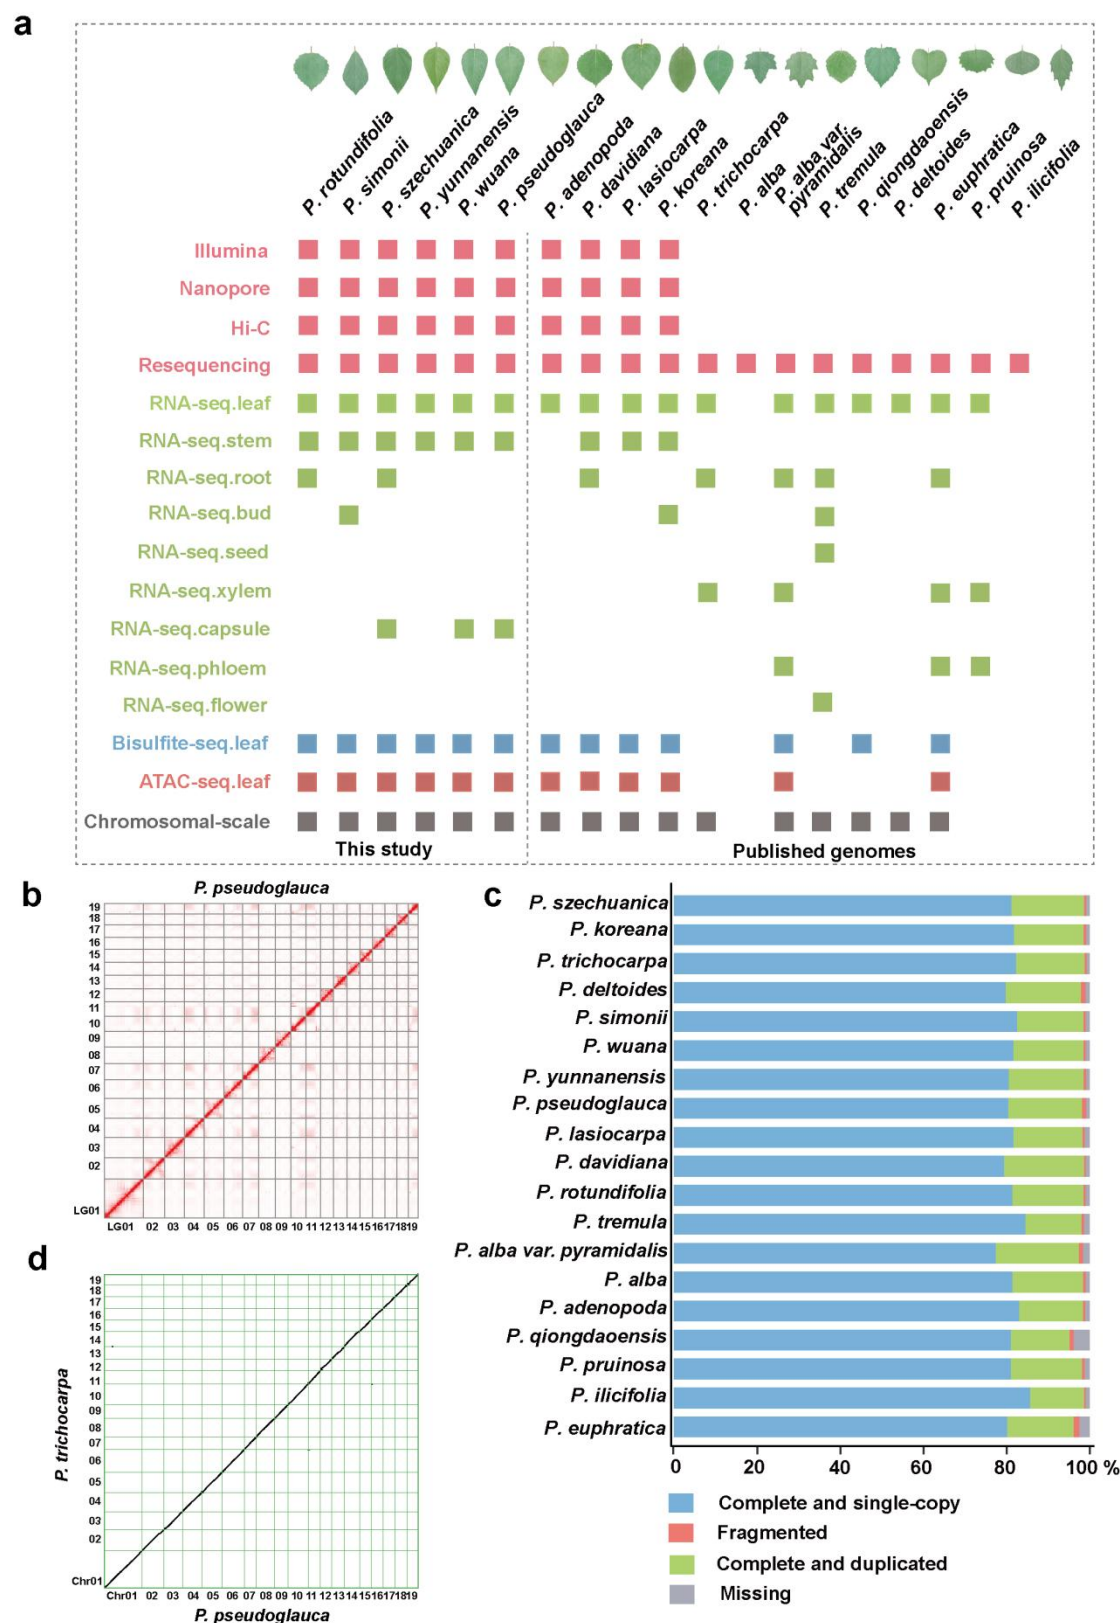 a
P. rotundifolia
P. simonii
P. szechuanica
P. yunnanensis
P. wuana
P. pseudoglauca
P. adenopoda
P. davidiana
P. lasiocarpa
P. koreana
P. trichocarpa
P. alba
P. alba var.
pyramidalis
P. tremula
P. qiongdaoensis
P. deltoides
P. euphratica
P. pruinosa
P. ilicifolia
Illumina
Nanopore
Hi-C
Resequencing
RNA-seq.leaf
RNA-seq.stem
RNA-seq.root
RNA-seq.bud
RNA-seq.seed
RNA-seq.xylem
RNA-seq.capsule
RNA-seq.phloem
RNA-seq.flower
Bisulfite-seq.leaf
ATAC-seq.leaf
Chromosomal-scale
This study
Published genomes
b
P. pseudoglauca
19
18
17
16
15
14
13
12
11
10
09
08
07
06
05
04
03
02
LG01
LG01 02 03 04 05 06 07 08 09 10 11 12 13 14 15 16 171819
c
P. szechuanica
P. koreana
P. trichocarpa
P. deltoides
P. simonii
P. wuana
P. yunnanensis
P. pseudoglauca
P. lasiocarpa
P. davidiana
P. rotundifolia
P. tremula
P. alba var. pyramidalis
P. alba
P. adenopoda
P. qiongdaoensis
P. pruinosa
P. ilicifolia
P. euphratica
0 20 40 60 80 100 %
Complete and single-copy
Fragmented
Complete and duplicated
Missing
d
P. trichocarpa
19
18
17
16
15
14
13
12
11
10
09
08
07
06
05
04
03
02
Chr01
Chr01 02 03 04 05 06 07 08 09 10 11 12 13 14 15 16 171819
P. pseudoglauca